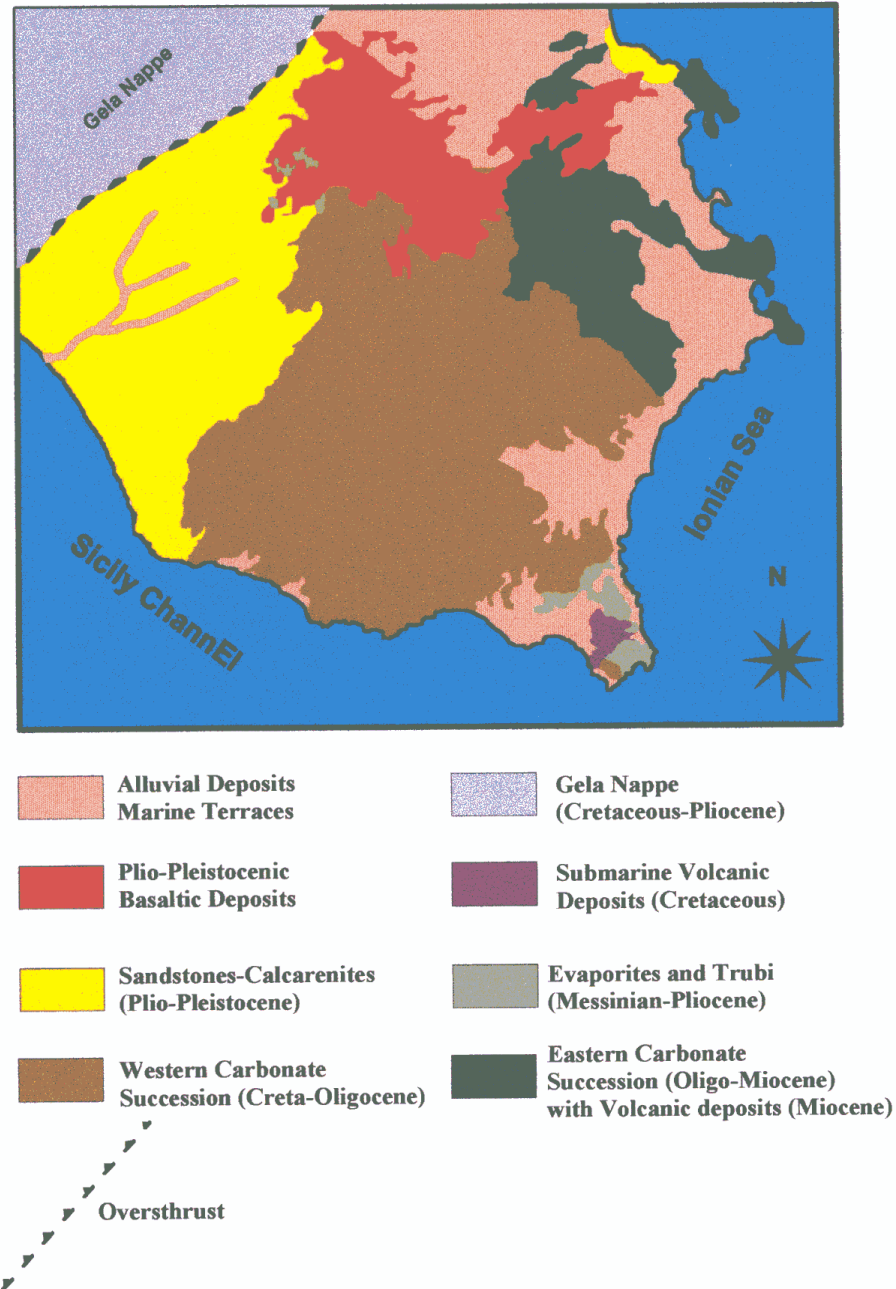 Gela Nappe
Ionian Sea
Sicily ChannEl
N
Alluvial Deposits
Marine Terraces
Gela Nappe
(Cretaceous-Pliocene)
Plio-Pleistocenic
Basaltic Deposits
Submarine Volcanic
Deposits (Cretaceous)
Sandstones-Calcarenites
(Plio-Pleistocene)
Evaporites and Trubi
(Messinian-Pliocene)
Western Carbonate
Succession (Creta-Oligocene)
Eastern Carbonate
Succession (Oligo-Miocene)
with Volcanic deposits (Miocene)
Oversthrust